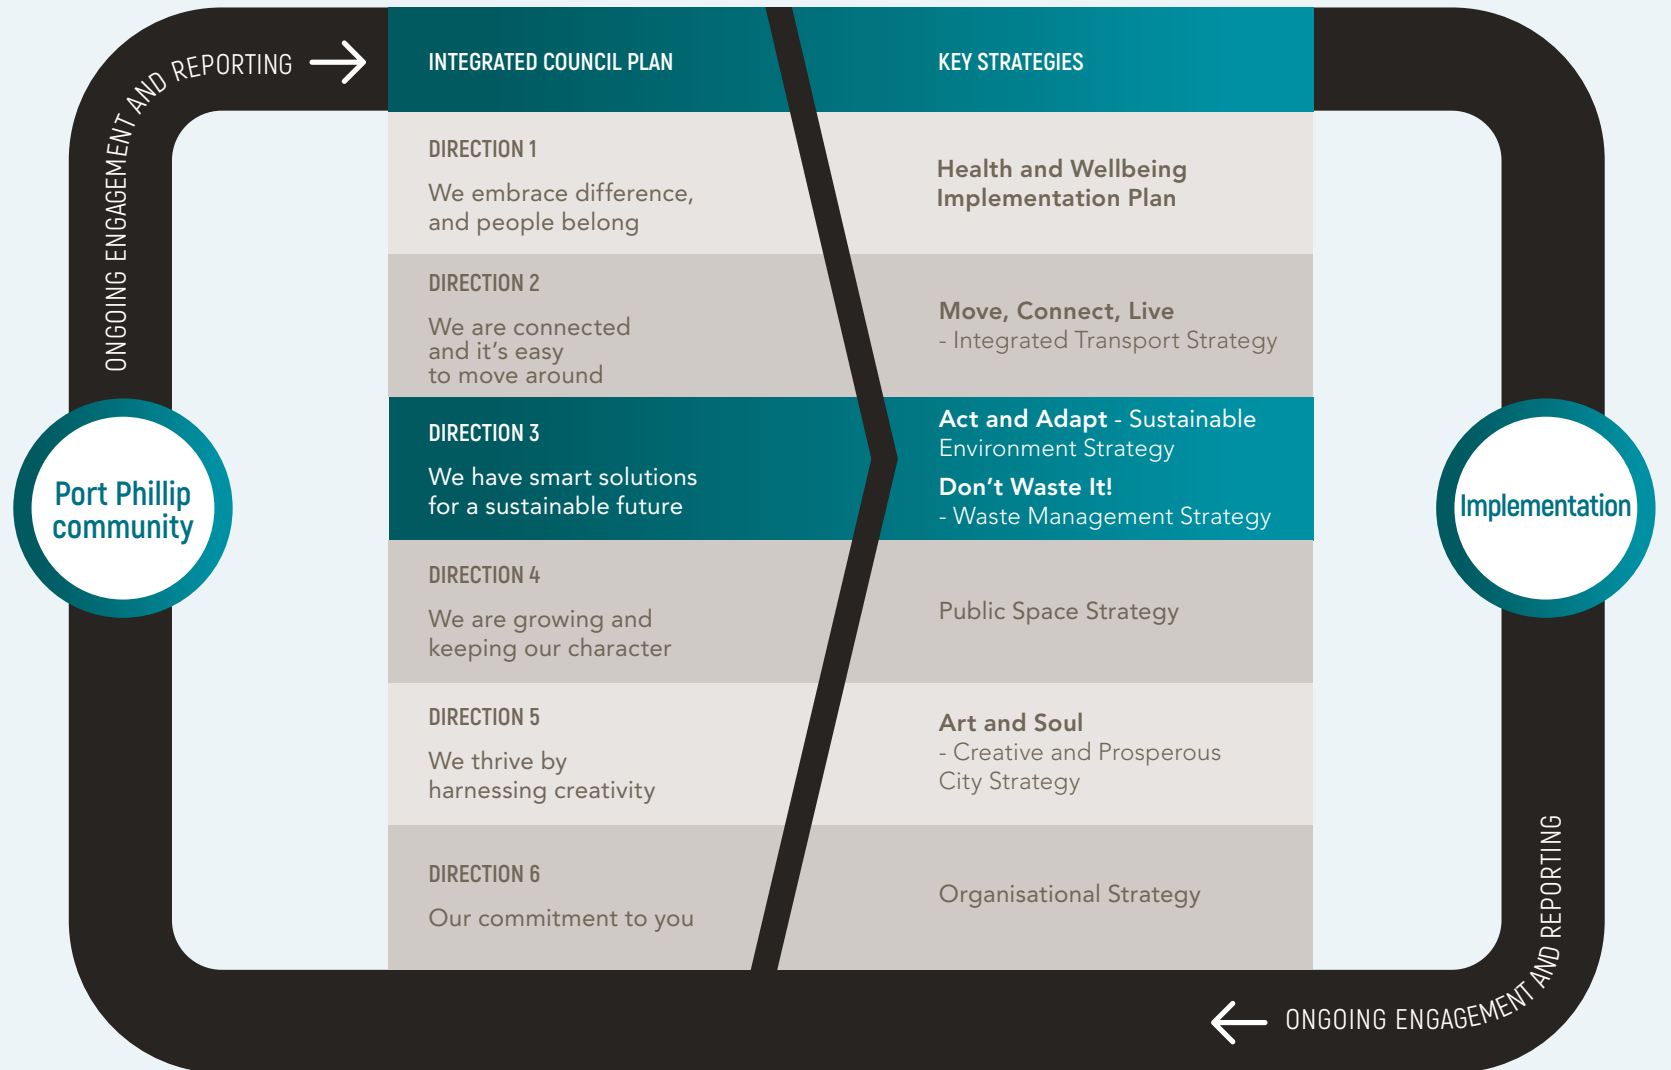 ONGOING ENGAGEMENT AND REPORTING
INTEGRATED COUNCIL PLAN
KEY STRATEGIES
DIRECTION 1
We embrace difference,
and people belong
Health and Wellbeing
Implementation Plan
DIRECTION 2
We are connected
and it's easy
to move around
Move, Connect, Live
- Integrated Transport Strategy
DIRECTION 3
We have smart solutions
for a sustainable future
Act and Adapt - Sustainable
Environment Strategy
Don't Waste It!
- Waste Management Strategy
Port Phillip
community
Implementation
DIRECTION 4
We are growing and
keeping our character
Public Space Strategy
DIRECTION 5
We thrive by
harnessing creativity
Art and Soul
- Creative and Prosperous
City Strategy
DIRECTION 6
Our commitment to you
Organisational Strategy
ONGOING ENGAGEMENT AND REPORTING